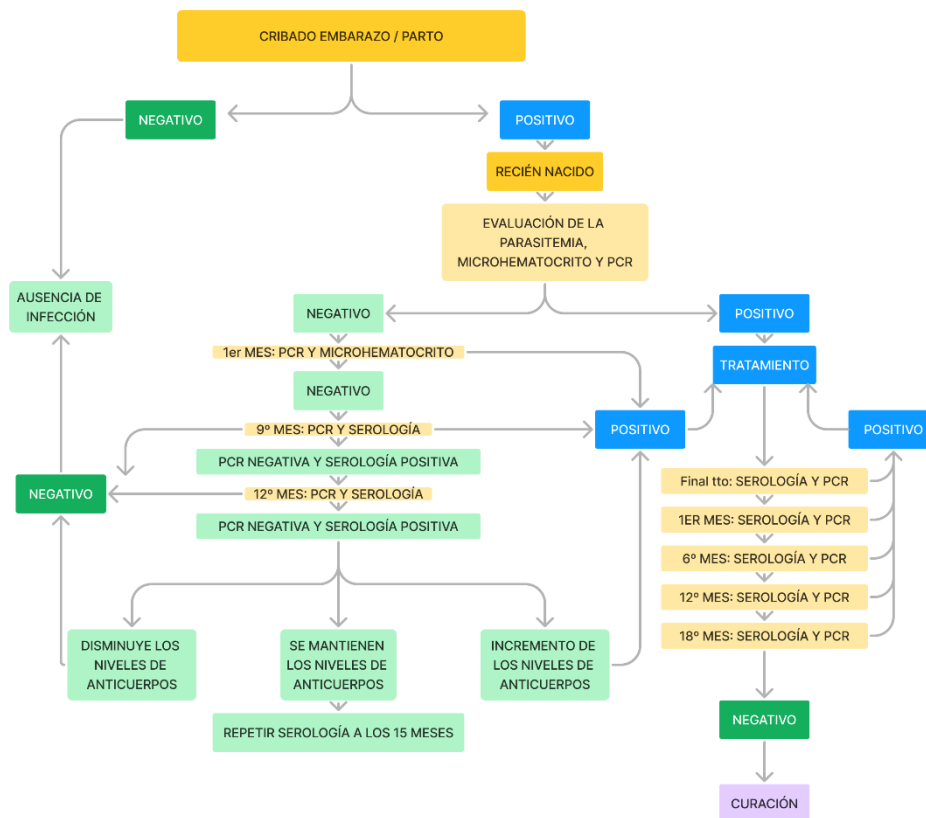 CRIBADO EMBARAZO / PARTO
NEGATIVO
POSITIVO
RECIÉN NACIDO
EVALUACIÓN DE LA
PARASITEMIA,
MICROHEMATOCRITO Y PCR
AUSENCIA DE
INFECCIÓN
NEGATIVO
POSITIVO
1er MES: PCR Y MICROHEMATOCRITO
TRATAMIENTO
NEGATIVO
9º MES: PCR Y SEROLOGÍA
POSITIVO
POSITIVO
PCR NEGATIVA Y SEROLOGÍA POSITIVA
NEGATIVO
12º MES: PCR Y SEROLOGÍA
PCR NEGATIVA Y SEROLOGÍA POSITIVA
Final tto: SEROLOGÍA Y PCR
1ER MES: SEROLOGÍA Y PCR
6º MES: SEROLOGÍA Y PCR
12º MES: SEROLOGÍA Y PCR
18º MES: SEROLOGÍA Y PCR
DISMINUYE LOS
NIVELES DE
ANTICUERPOS
SE MANTIENEN
LOS NIVELES DE
ANTICUERPOS
INCREMENTO DE
LOS NIVELES DE
ANTICUERPOS
REPETIR SEROLOGÍA A LOS 15 MESES
NEGATIVO
CURACIÓN